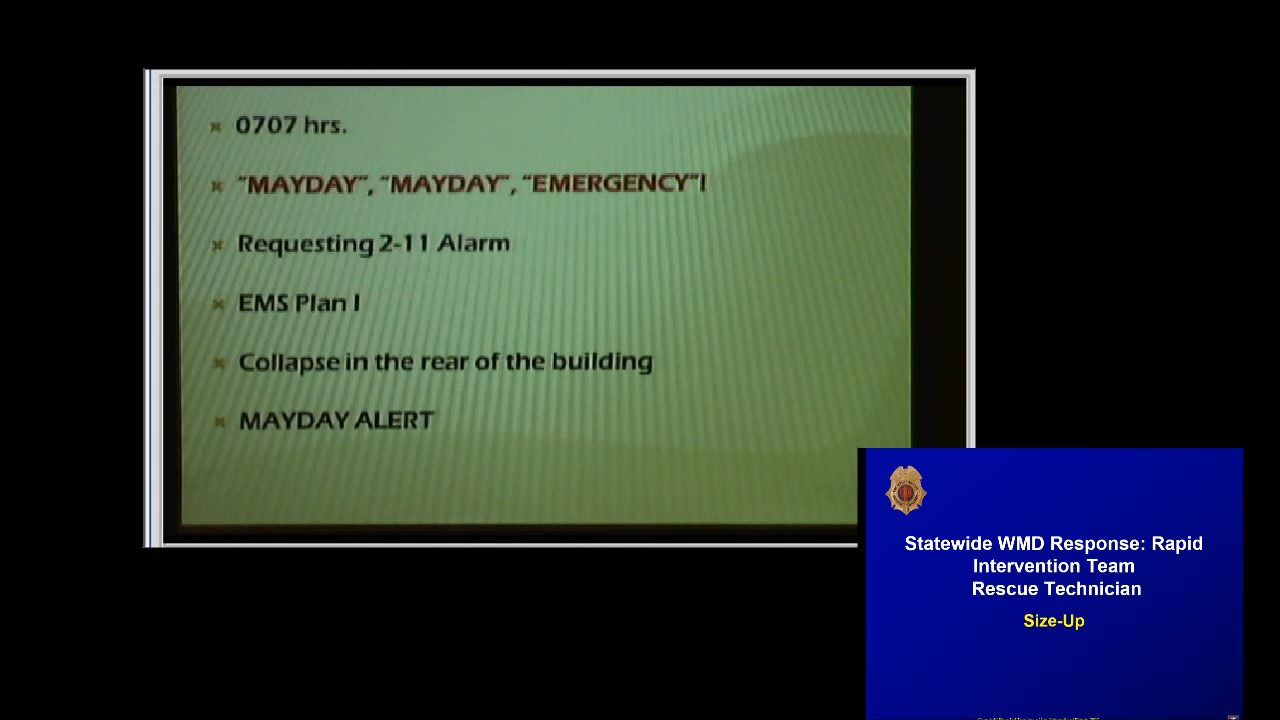 0707 hrs.
"MAYDAY", "MAYDAY", "EMERGENCY"!
Requesting 2-11 Alarm
EMS Plan I
Collapse in the rear of the building
MAYDAY ALERT
Statewide WMD Response: Rapid
Intervention Team
Rescue Technician
Size-Up